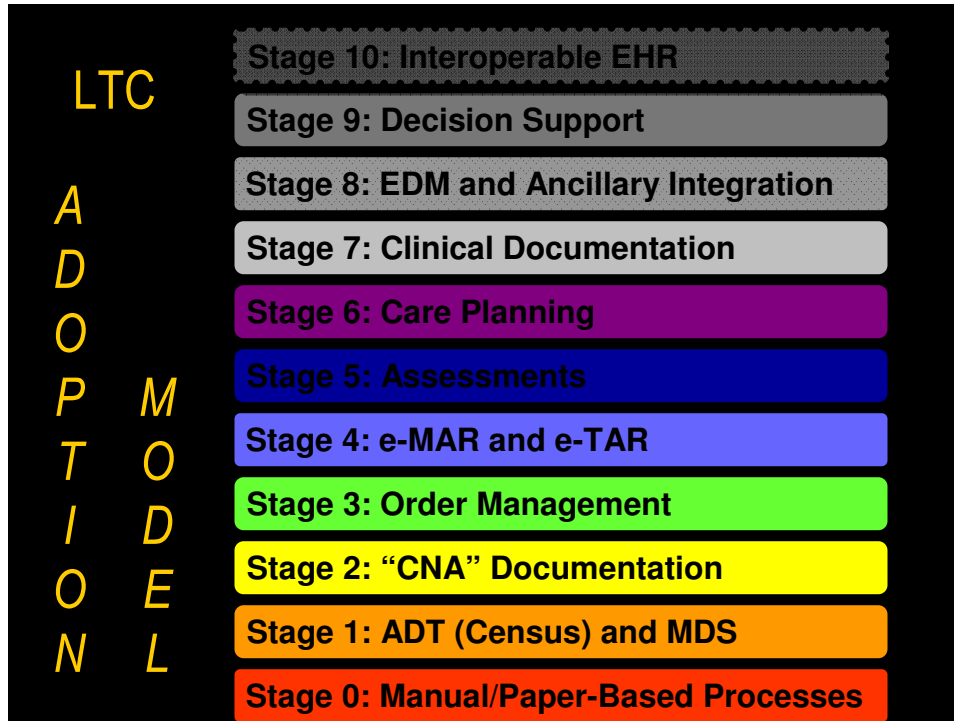 LTC
ADOPTION
MODEL
Stage 10: Interoperable EHR
Stage 9: Decision Support
Stage 8: EDM and Ancillary Integration
Stage 7: Clinical Documentation
Stage 6: Care Planning
Stage 5: Assessments
Stage 4: e-MAR and e-TAR
Stage 3: Order Management
Stage 2: “CNA” Documentation
Stage 1: ADT (Census) and MDS
Stage 0: Manual/Paper-Based Processes